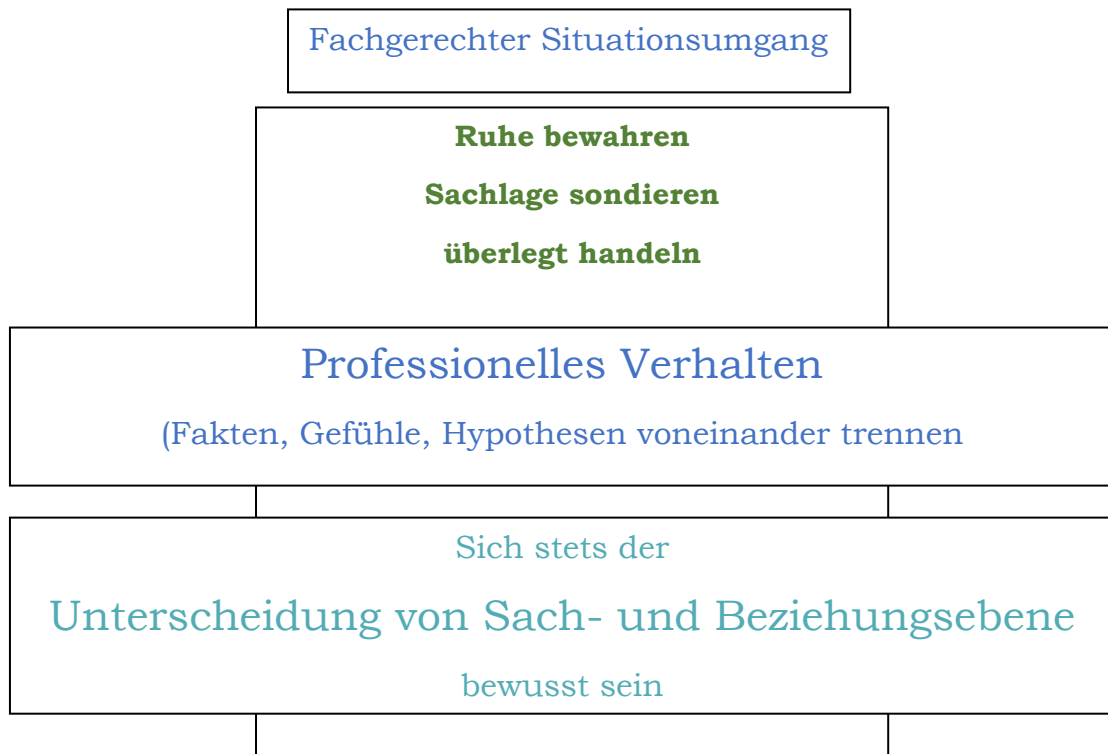 Fachgerechter Situationsumgang
Ruhe bewahren
Sachlage sondieren
überlegt handeln
Professionelles Verhalten
(Fakten, Gefühle, Hypothesen voneinander trennen
Sich stets der
Unterscheidung von Sach- und Beziehungsebene
bewusst sein